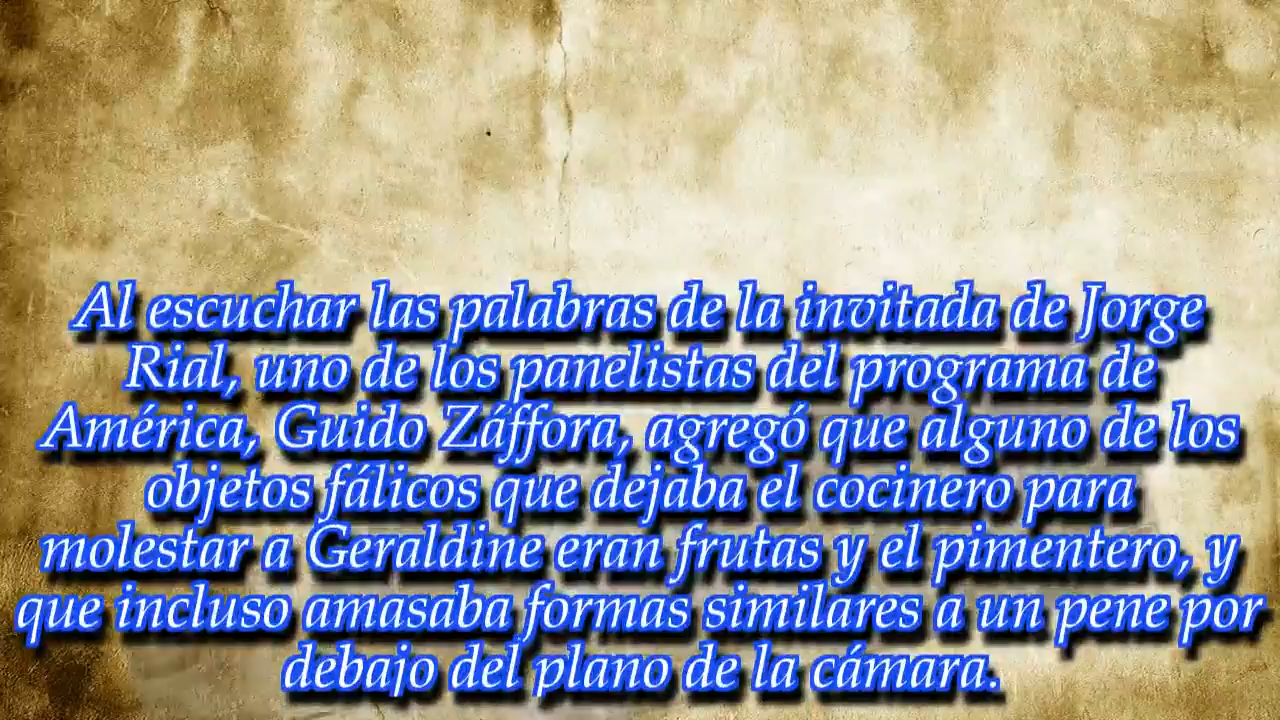 Al escuchar las palabras de la invitada de Jorge
Rial, uno de los panelistas del programa de
América, Guido Záffora, agregó que alguno de los
objetos fálicos que dejaba el cocinero para
molestar a Geraldine eran frutas y el pimentero, y
que incluso amasaba formas similares a un pene por
debajo del plano de la cámara.